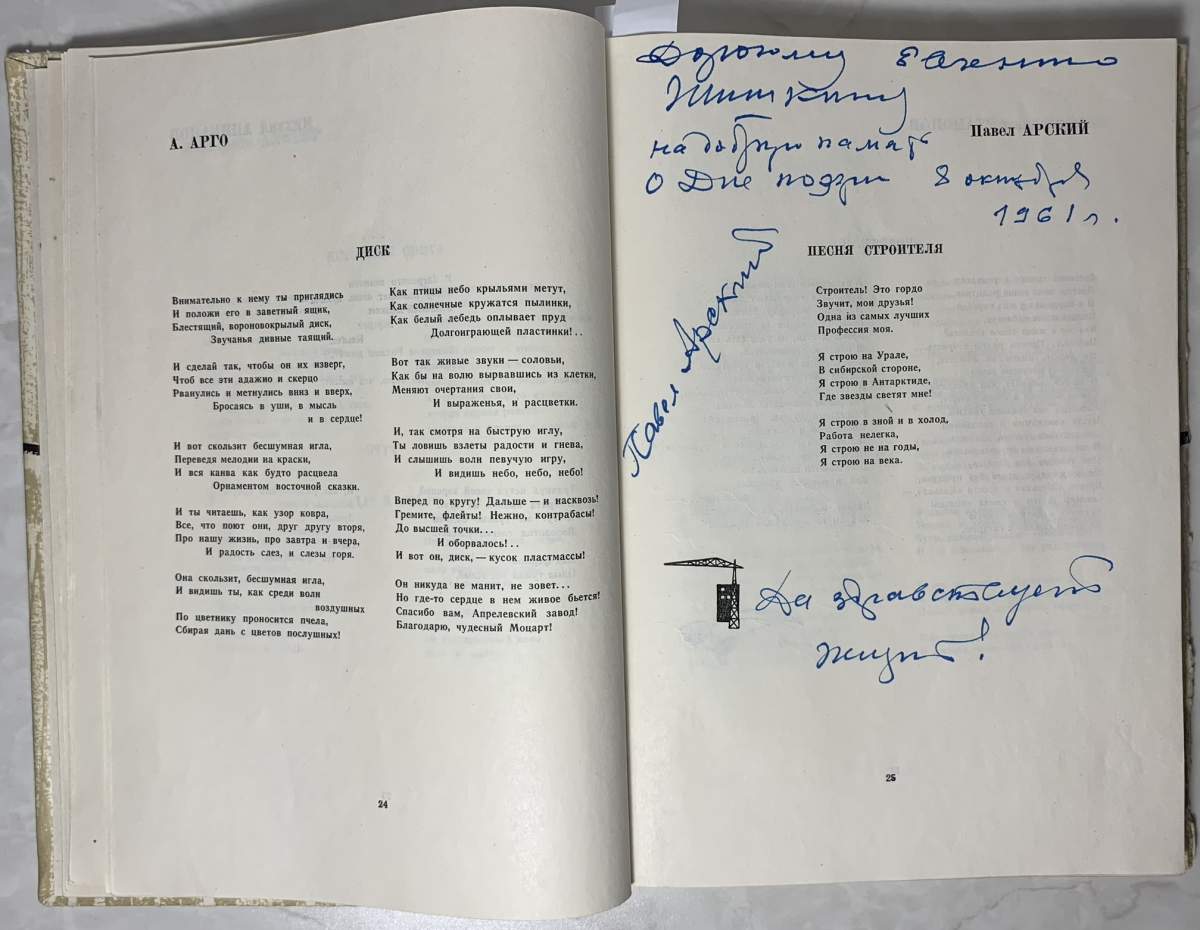 А. АРГО
ДИСК
Внимательно к нему ты приглядись
И положи его в заветный ящик,
Блестящий, вороновокрылый диск,
Звучанья дивные таящий.
И сделай так, чтобы он их изверг,
Чтоб все эти адажио и скерцо
Рванулись и метнулись вниз и вверх,
Бросаясь в уши, в мысль
и в сердце!
И вот скользит бесшумная игла,
Переведя мелодии на краски,
И вся канва как будто расцвела
Орнаментом восточной сказки.
И ты читаешь, как узор ковра,
Все, что поют они, друг другу вторя,
Про нашу жизнь, про завтра и вчера,
И радость слез, и слезы горя.
Она скользит, бесшумная игла,
И видишь ты, как среди волн
воздушных
По цветнику проносится пчела,
Сбирая дань с цветов послушных!
Как птицы небо крыльями метут,
Как солнечные кружатся пылинки,
Как белый лебедь оплывает пруд
Долгоиграющей пластинки!..
Вот так живые звуки — соловьи,
Как бы на волю вырвавшись из клетки,
Меняют очертания свои,
И выраженья, и расцветки.
И, так смотря на быструю иглу,
Ты ловишь взлеты радости и гнева,
И слышишь волн певучую игру,
И видишь небо, небо, небо!
Вперед по кругу! Дальше — и насквозь!
Гремите, флейты! Нежно, контрабасы!
До высшей точки...
И оборвалось!..
И вот он, диск, — кусок пластмассы!
Он никуда не манит, не зовет...
Но где-то сердце в нем живое бьется!
Спасибо вам, Апрелевский завод!
Благодарю, чудесный Моцарт!
24
Дорогому Евгению
Шишкину
на добрую память
о Дне поэзии 8 октября
1961 г.
Павел Арский
Павел АРСКИЙ
ПЕСНЯ СТРОИТЕЛЯ
Строитель! Это гордо
Звучит, мои друзья!
Одна из самых лучших
Профессия моя.
Я строю на Урале,
В сибирской стороне,
Я строю в Антарктиде,
Где звезды светят мне!
Я строю в зной и в холод,
Работа нелегка,
Я строю не на годы,
Я строю на века.
Да здравствует
жизнь!
25